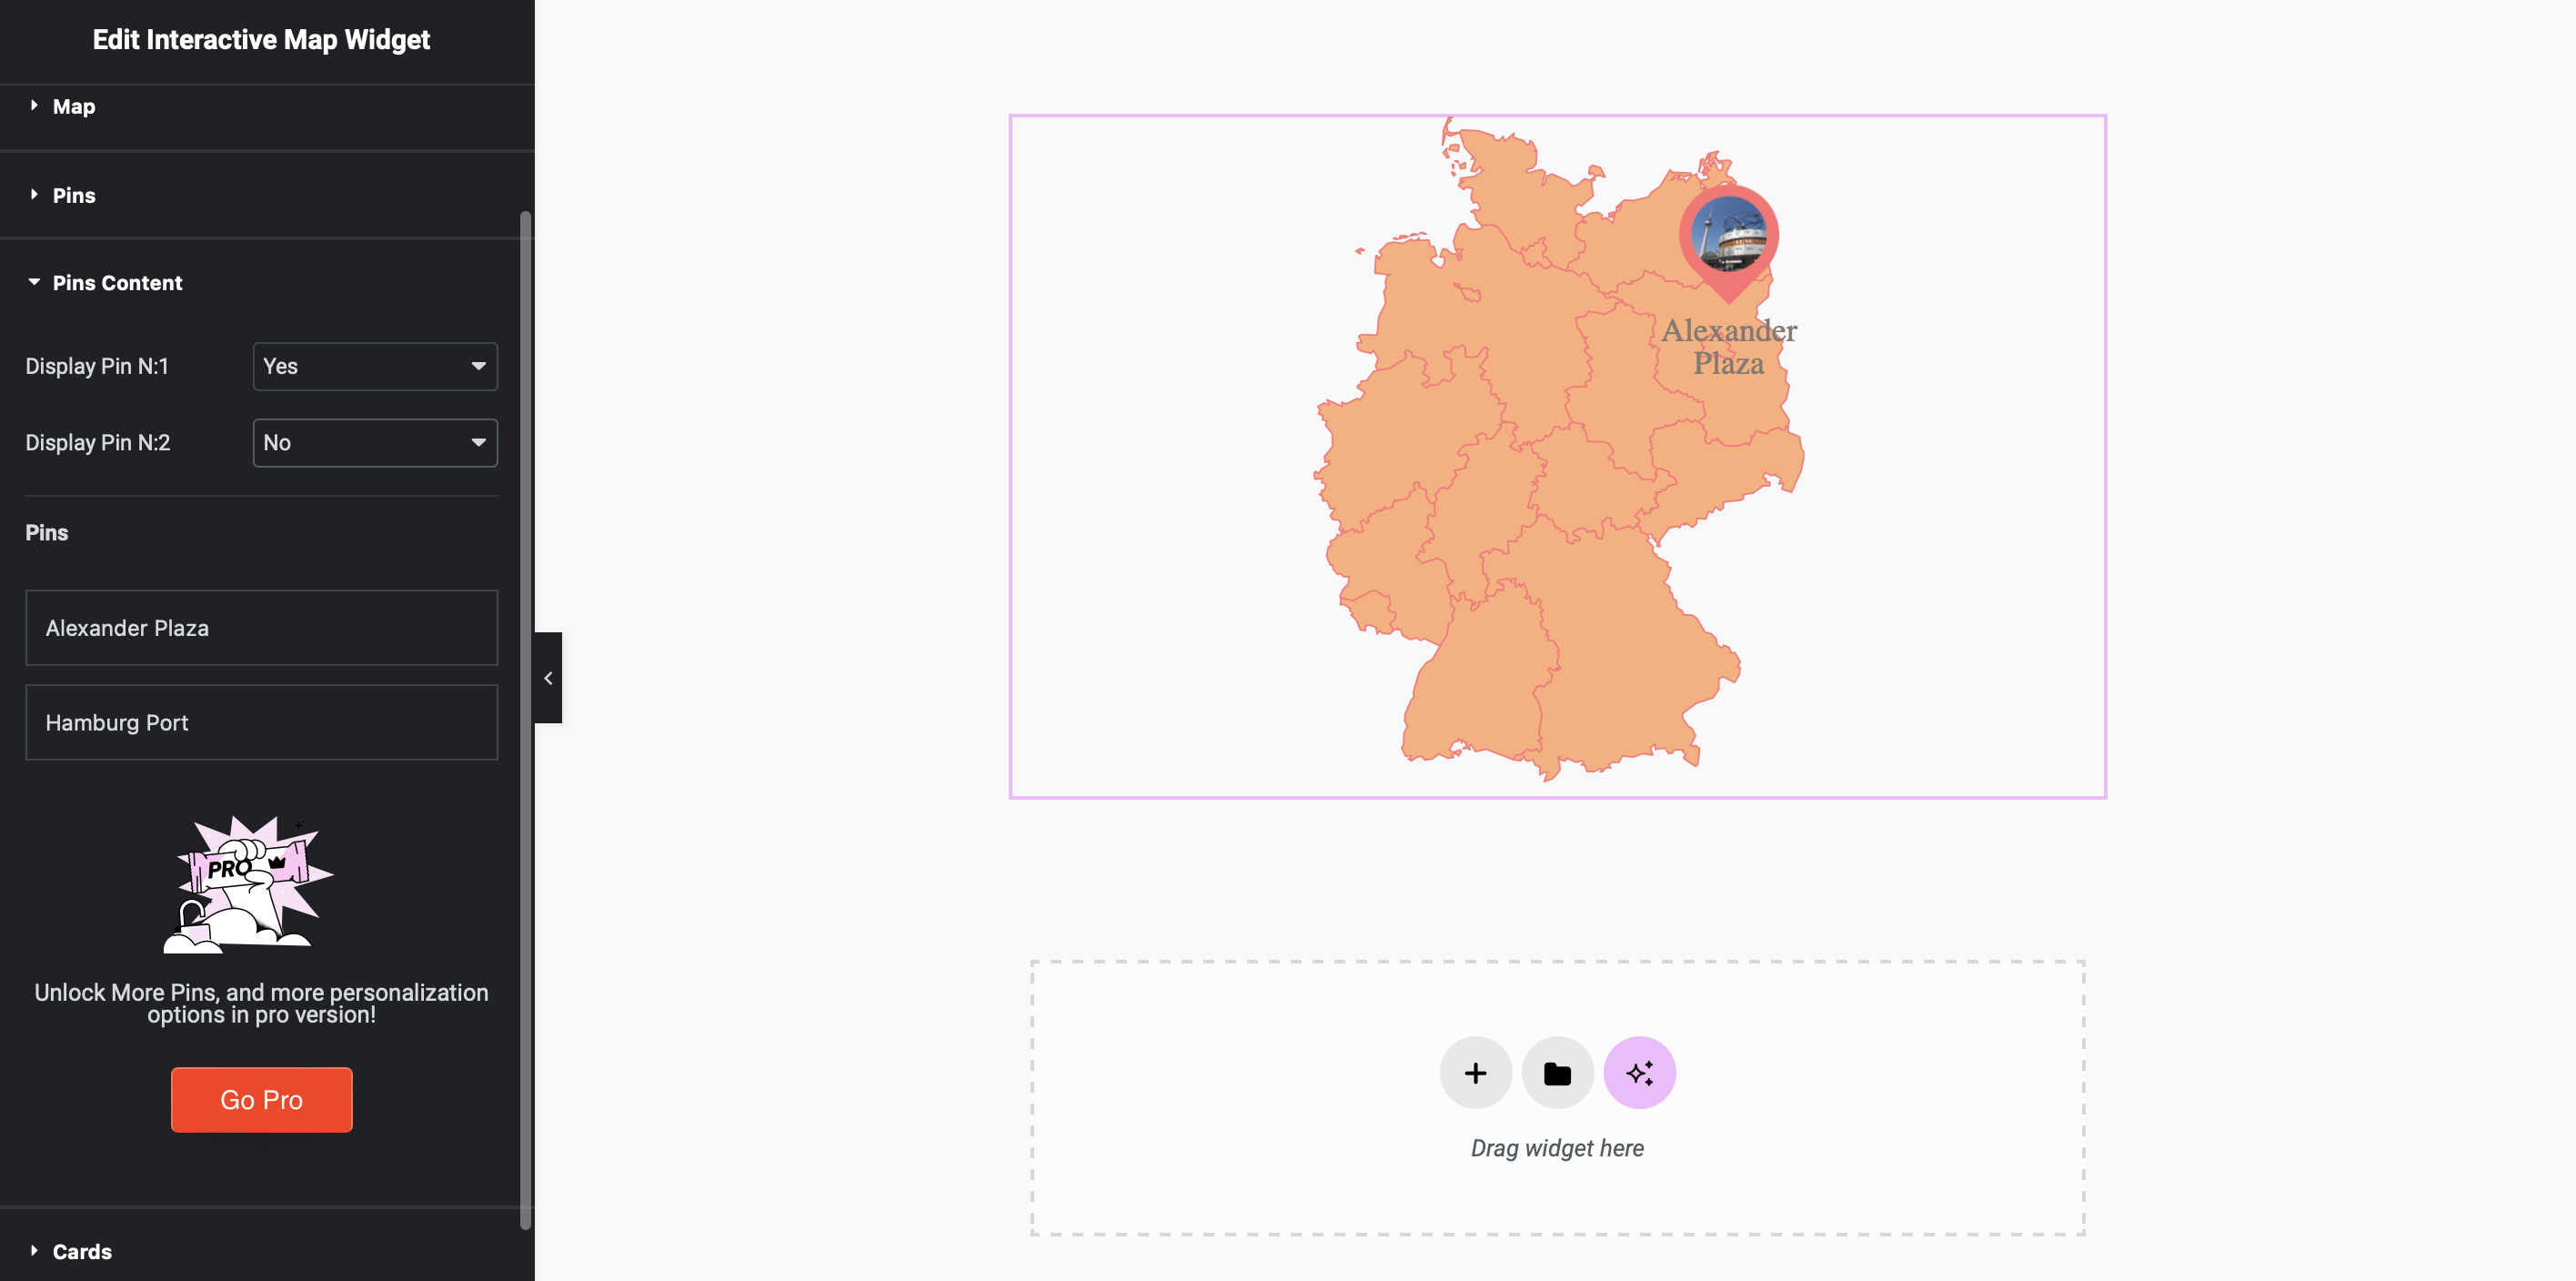 Edit Interactive Map Widget
Map
Pins
Pins Content
Display Pin N:1
Yes
Display Pin N:2
No
Pins
Alexander Plaza
Hamburg Port
PRO
Unlock More Pins, and more personalization
options in pro version!
Go Pro
Cards
Alexander
Plaza
Drag widget here